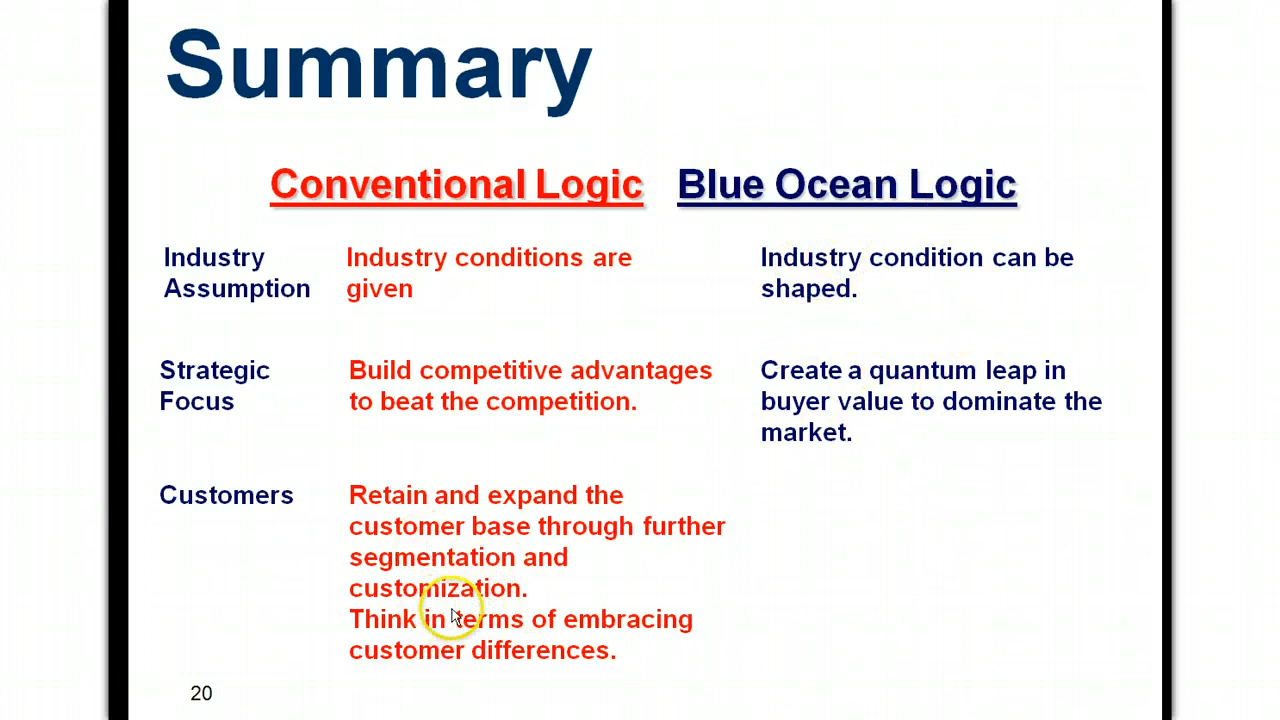 Summary
Conventional Logic Blue Ocean Logic
Industry Assumption
Industry conditions are
given
Industry condition can be
shaped.
Strategic
Focus
Build competitive advantages
to beat the competition.
Create a quantum leap in
buyer value to dominate the
market.
Customers
Retain and expand the
customer base through further
segmentation and
customization.
Think in terms of embracing
customer differences.
20